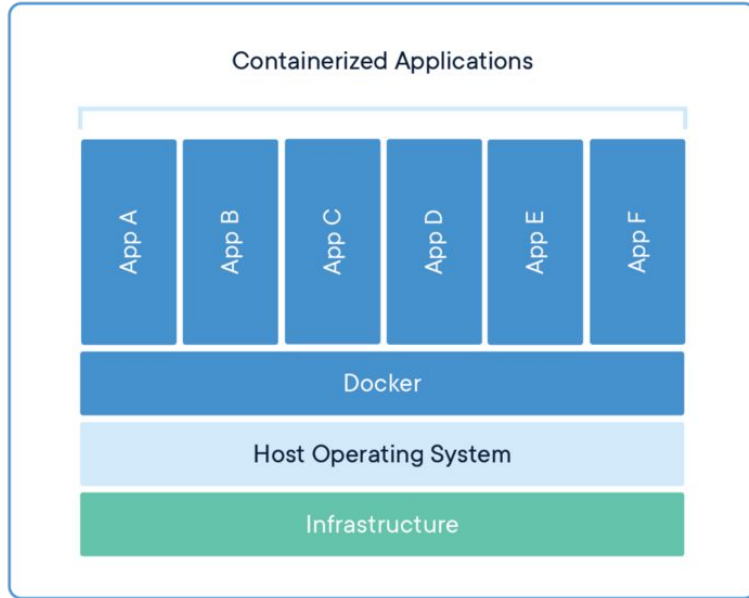 Containerized Applications
App A
App B
App C
App D
App E
App F
Docker
Host Operating System
Infrastructure